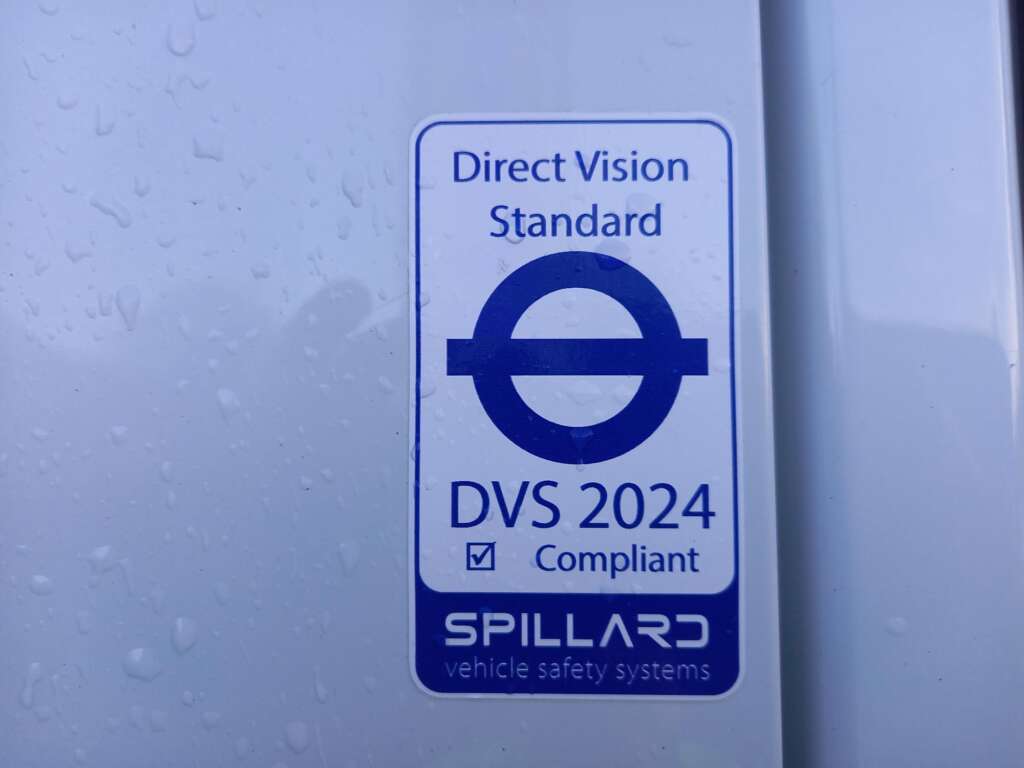 Direct Vision
Standard
DVS 2024
☑ Compliant
SPILLARD
vehicle safety systems